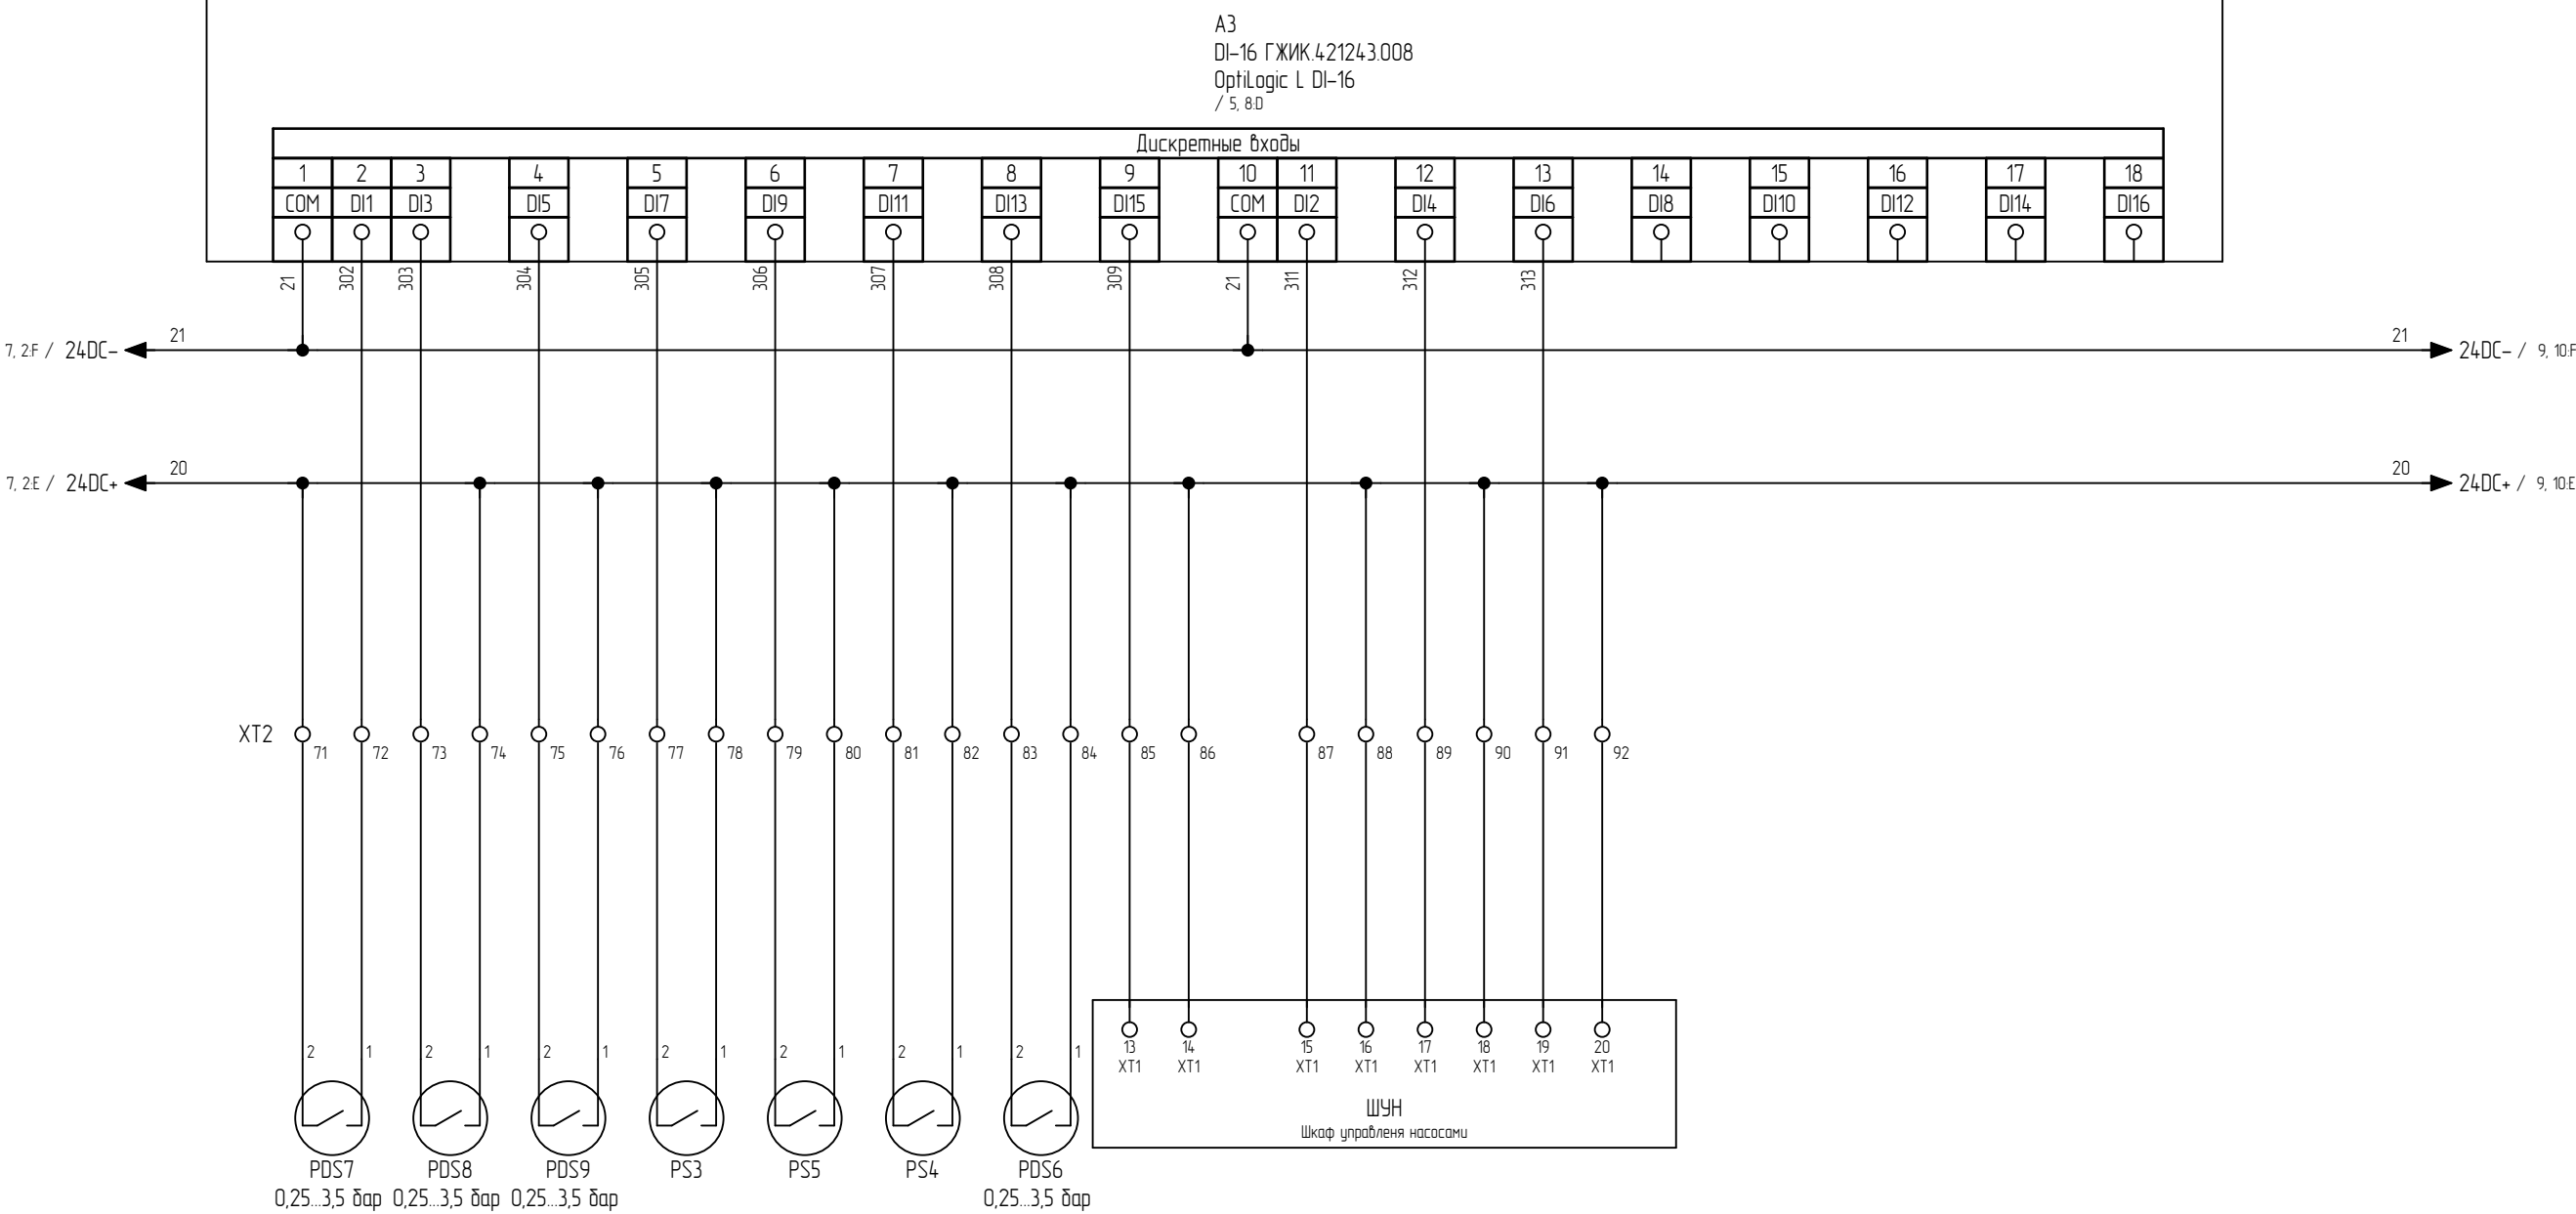 А3
DI-16 ГЖИК.421243.008
OptiLogic L DI-16
/ 5, 8:D
Дискретные входы
1 2 3 4 5 6 7 8 9 10 11 12 13 14 15 16 17 18
COM DI1 DI3 DI5 DI7 DI9 DI11 DI13 DI15 COM DI2 DI4 DI6 DI8 DI10 DI12 DI14 DI16
21 302 303 304 305 306 307 308 309 21 311 312 313
21 21
7, 2:F / 24DC- 24DC- / 9, 10:F
20 20
7, 2:E / 24DC+ 24DC+ / 9, 10:E
XT2
71 72 73 74 75 76 77 78 79 80 81 82 83 84 85 86 87 88 89 90 91 92
2 1 2 1 2 1 2 1 2 1 2 1 2 1
13 14 15 16 17 18 19 20
XT1 XT1 XT1 XT1 XT1 XT1 XT1 XT1
ШУН
Шкаф управленя насосами
PDS7 PDS8 PDS9 PS3 PS5 PS4 PDS6
0,25...3,5 бар 0,25...3,5 бар 0,25...3,5 бар 0,25...3,5 бар